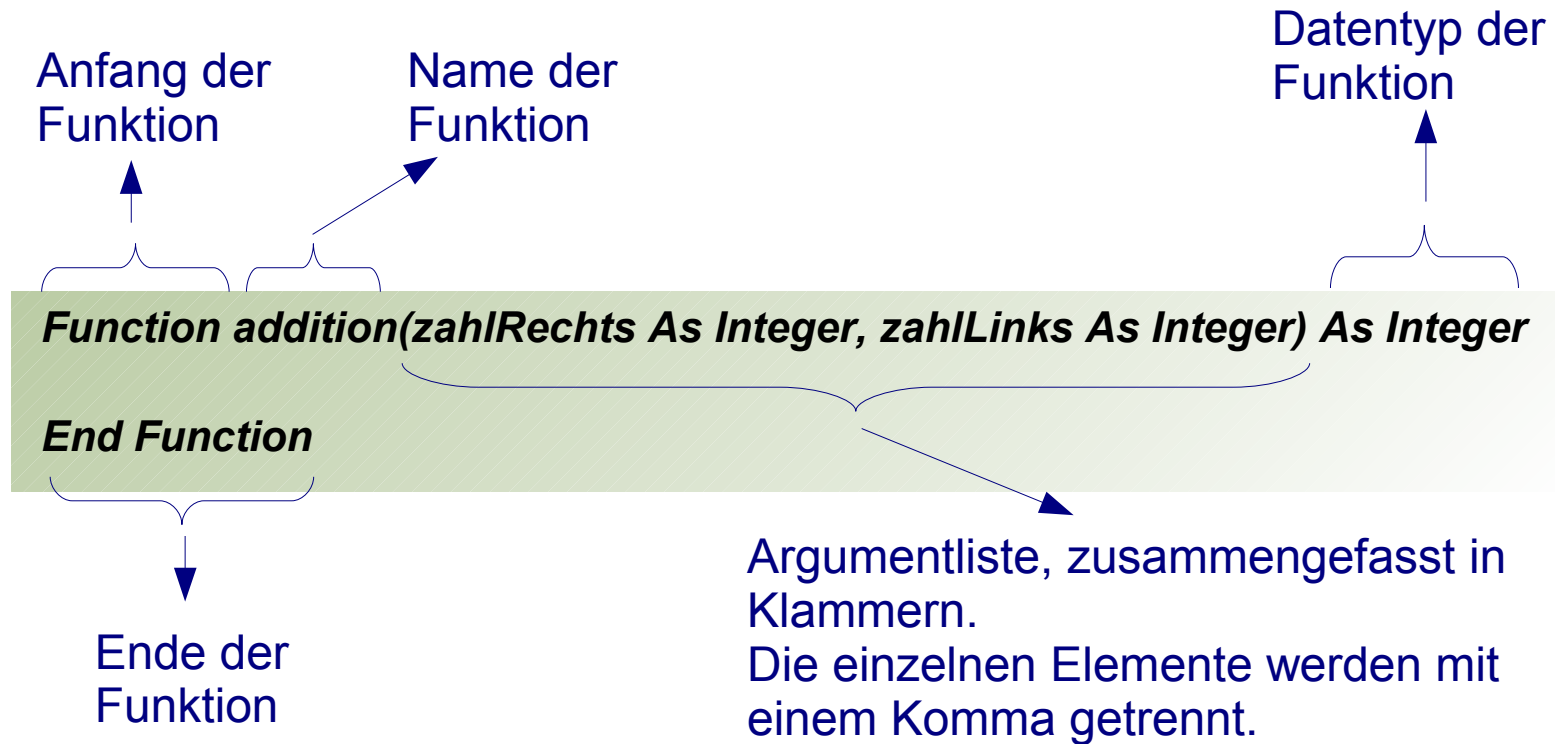 Anfang der
Funktion
Name der
Funktion
Datentyp der
Funktion
Function addition(zahlRechts As Integer, zahlLinks As Integer) As Integer
End Function
Ende der
Funktion
Argumentliste, zusammengefasst in
Klammern.
Die einzelnen Elemente werden mit
einem Komma getrennt.